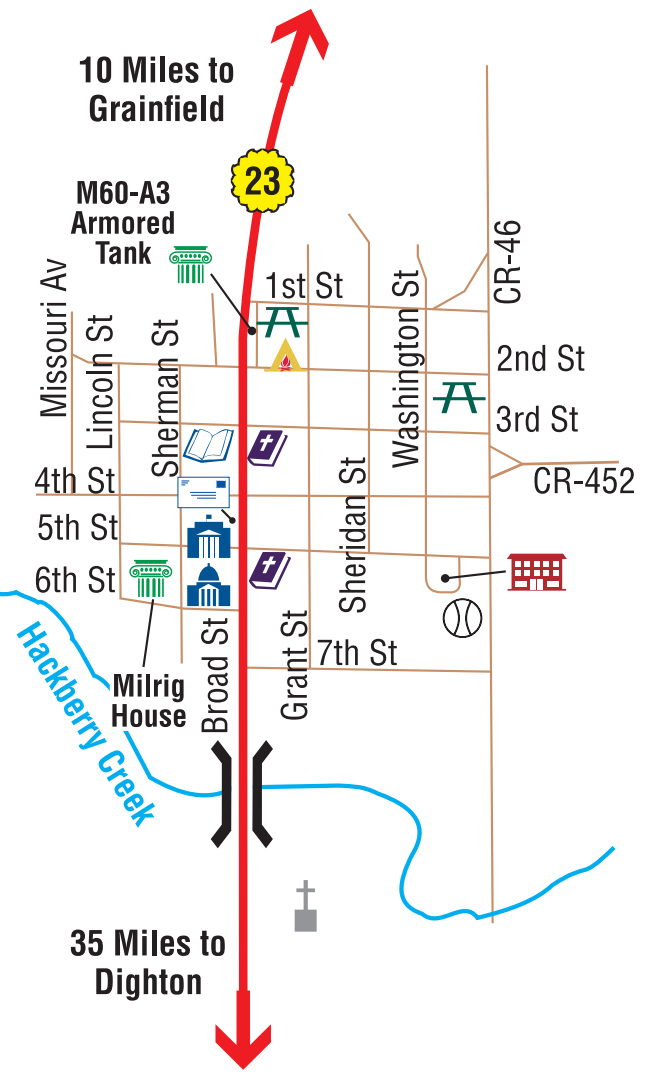 10 Miles to
Grainfield
23
M60-A3
Armored
Tank
1st St
CR-46
Missouri Av
Lincoln St
Sherman St
Washington St
2nd St
3rd St
4th St
CR-452
5th St
Sheridan St
6th St
Hackberry Creek
Milrig
House
Broad St
Grant St
7th St
35 Miles to
Dighton